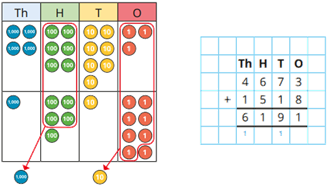 Th H T O
1,000 1,000 100 100 10 10 1 1
1,000 1,000 100 100 10 10 1
100 100 10 10
10
1,000 100 100 10 1 1
100 100 1 1
100 1 1
1 1
1,000 10
Th H T O
4 6 7 3
+ 1 5 1 8
6 1 9 1
1 1